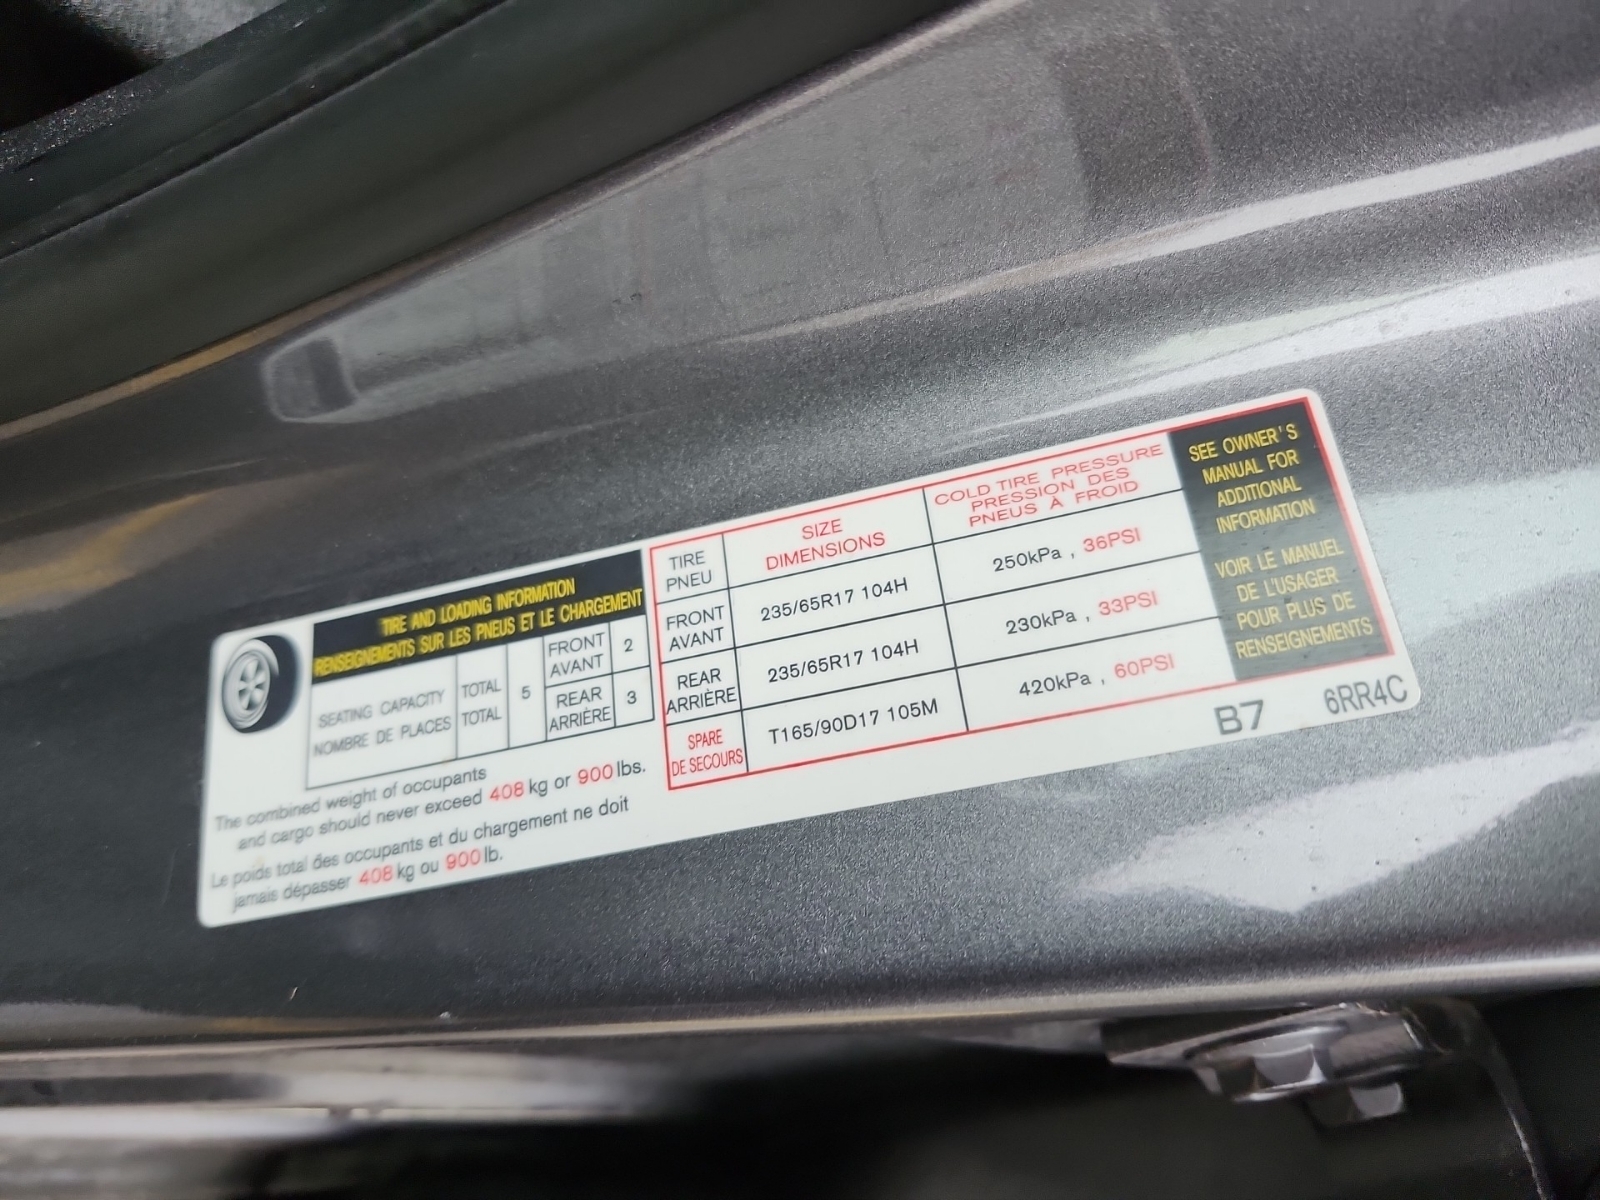 TIRE AND LOADING INFORMATION
RENSEIGNEMENTS SUR LES PNEUS ET LE CHARGEMENT
SEATING CAPACITY
NOMBRE DE PLACES
TOTAL
TOTAL
5
FRONT
AVANT
2
REAR
ARRIÈRE
3
The combined weight of occupants
and cargo should never exceed 408 kg or 900 lbs.
Le poids total des occupants et du chargement ne doit
jamais dépasser 408 kg ou 900 lb.
TIRE
PNEU
SIZE
DIMENSIONS
COLD TIRE PRESSURE
PRESSION DES
PNEUS À FROID
FRONT
AVANT
235/65R17 104H
250kPa , 36PSI
REAR
ARRIÈRE
235/65R17 104H
230kPa , 33PSI
SPARE
DE SECOURS
T165/90D17 105M
420kPa , 60PSI
SEE OWNER'S
MANUAL FOR
ADDITIONAL
INFORMATION
VOIR LE MANUEL
DE L'USAGER
POUR PLUS DE
RENSEIGNEMENTS
B7 6RR4C